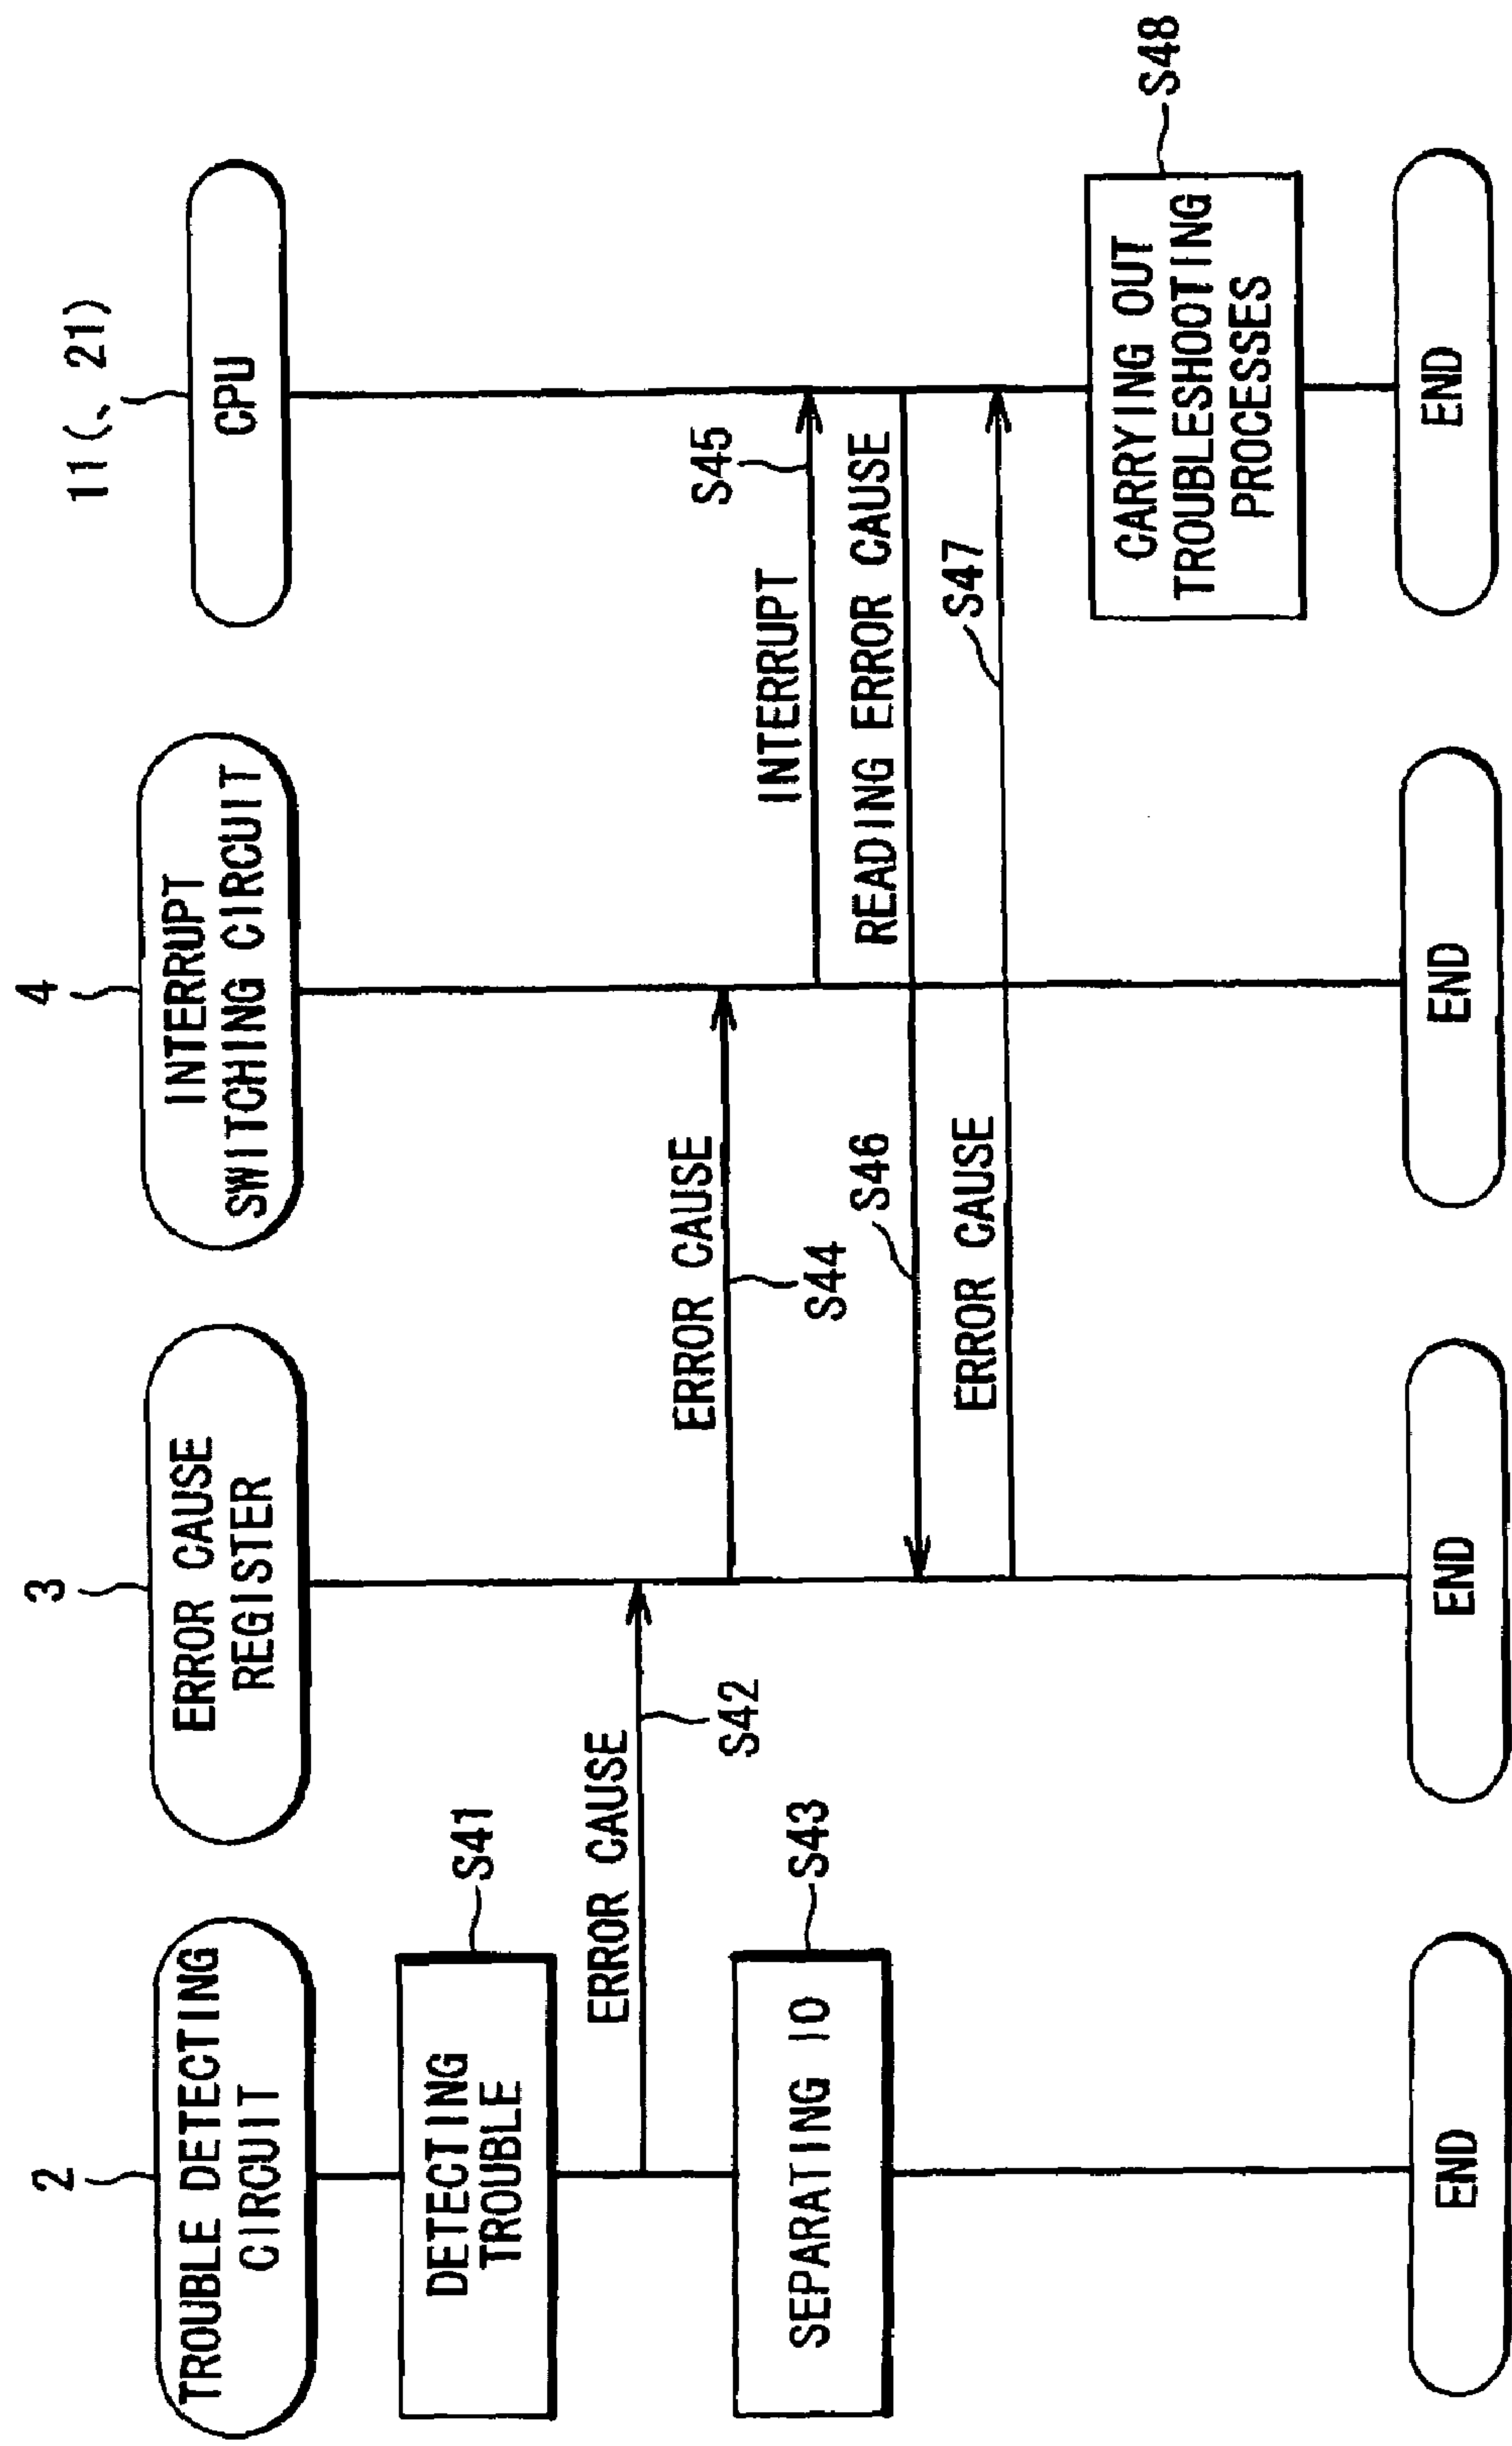 2
TROUBLE DETECTING
CIRCUIT
3
ERROR CAUSE
REGISTER
4
INTERRUPT
SWITCHING CIRCUIT
11(、21)
CPU
S41
DETECTING
TROUBLE
ERROR CAUSE
S42
S43
SEPARATING IO
ERROR CAUSE
S44
INTERRUPT
S45
READING ERROR CAUSE
S46
ERROR CAUSE
S47
S48
CARRYING OUT
TROUBLESHOOTING
PROCESSES
END
END
END
END